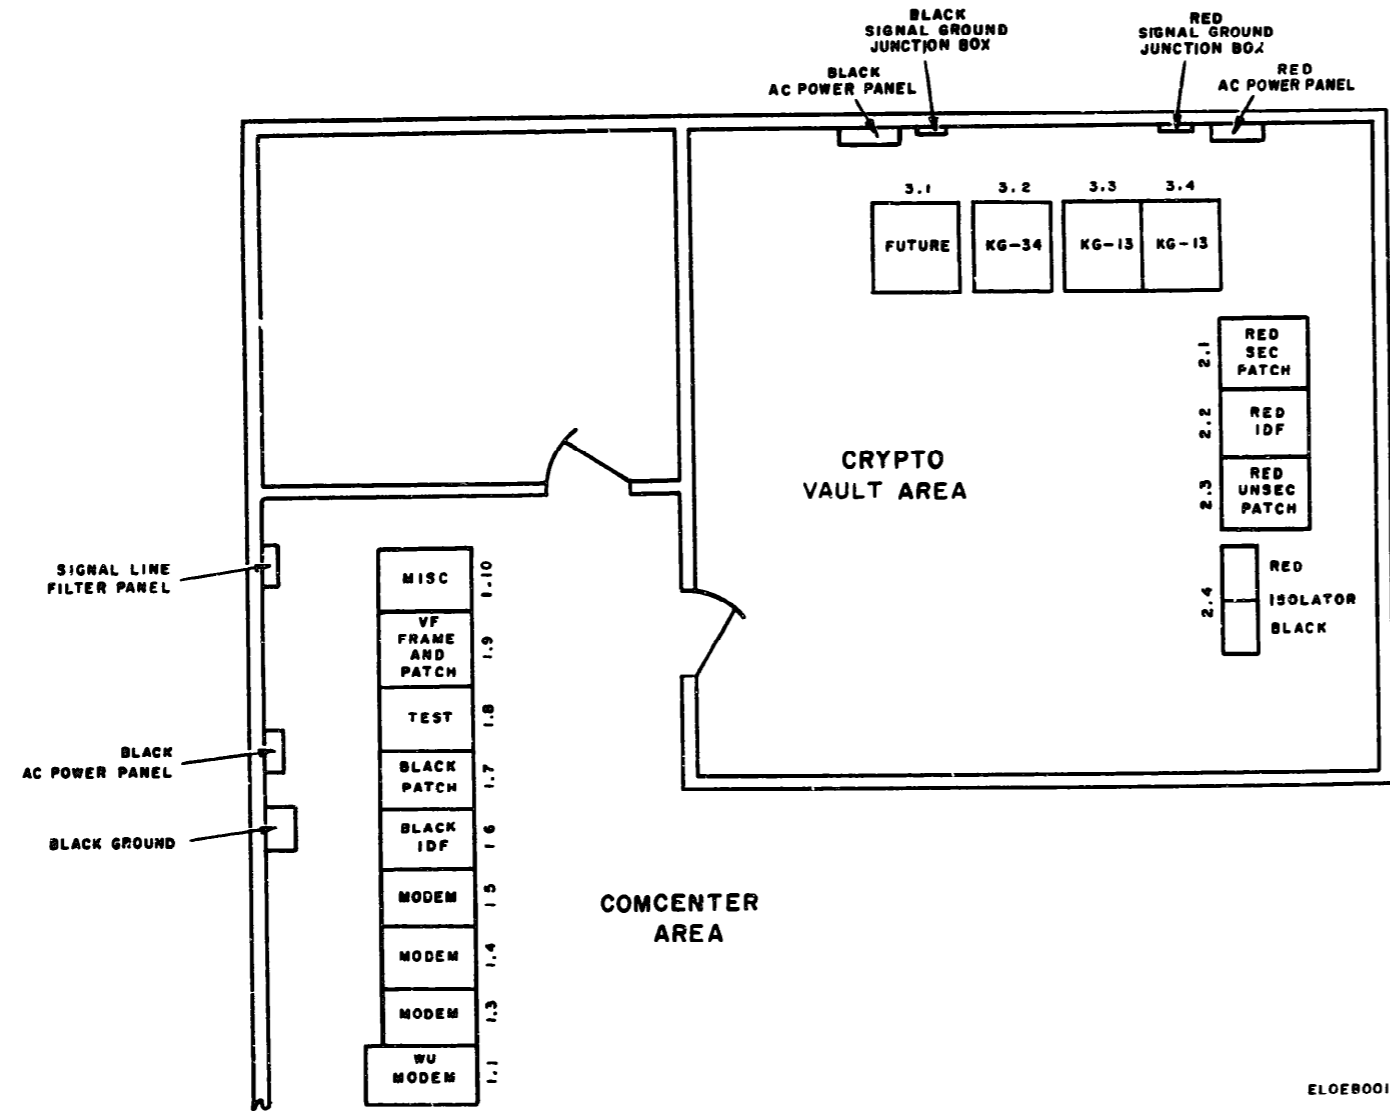 BLACK
SIGNAL GROUND
JUNCTION BOX
RED
SIGNAL GROUND
JUNCTION BOX
BLACK
AC POWER PANEL
RED
AC POWER PANEL
3.1
3.2
3.3
3.4
FUTURE
KG-34
KG-13
KG-13
2.1
RED
SEC
PATCH
2.2
RED
IDF
2.3
RED
UNSEC
PATCH
2.4
RED
ISOLATOR
BLACK
CRYPTO
VAULT AREA
SIGNAL LINE
FILTER PANEL
BLACK
AC POWER PANEL
BLACK GROUND
MISC
1.10
VF
FRAME
AND
PATCH
1.9
TEST
1.8
BLACK
PATCH
1.7
BLACK
IDF
1 6
MODEM
1 5
MODEM
1.4
MODEM
1.3
WU
MODEM
1.1
COMCENTER
AREA
ELOEB001